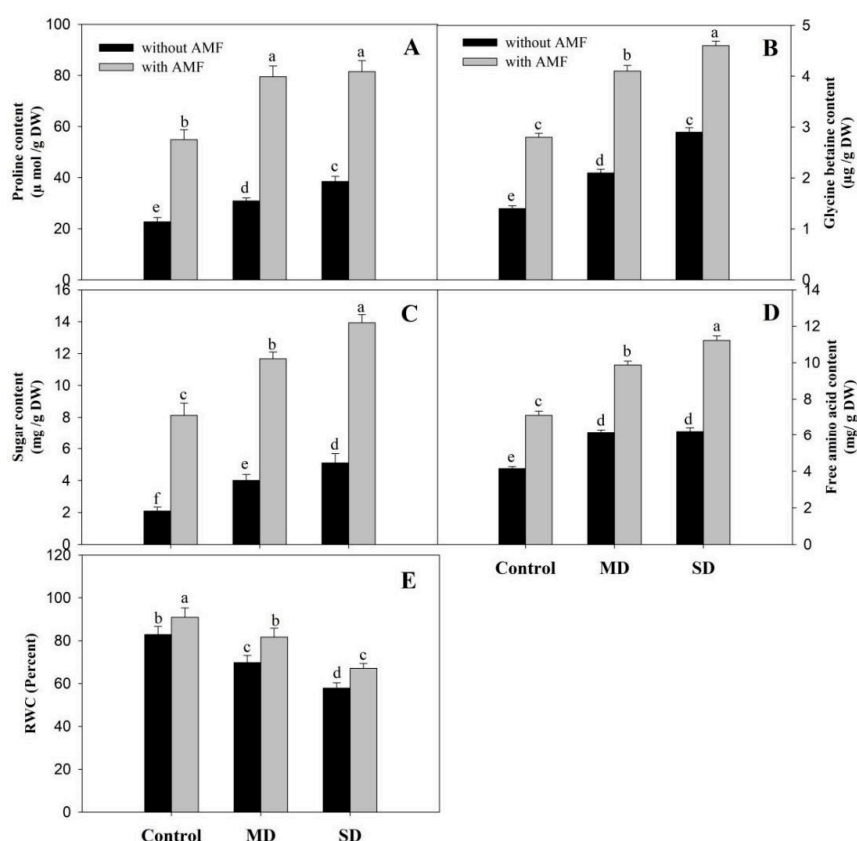 A
without AMF
with AMF
Proline content
(µ mol /g DW)
100
80
60
40
20
0
e
b
d
a
c
a
B
without AMF
with AMF
Glycine betaine content
(µg /g DW)
5
4
3
2
1
0
e
c
d
b
c
a
C
Sugar content
(mg /g DW)
16
14
12
10
8
6
4
2
0
f
c
e
b
d
a
D
Free amino acid content
(mg/ g DW)
14
12
10
8
6
4
2
0
e
c
d
b
d
a
Control MD SD
E
RWC (Percent)
120
100
80
60
40
20
0
b
a
c
b
d
c
Control MD SD